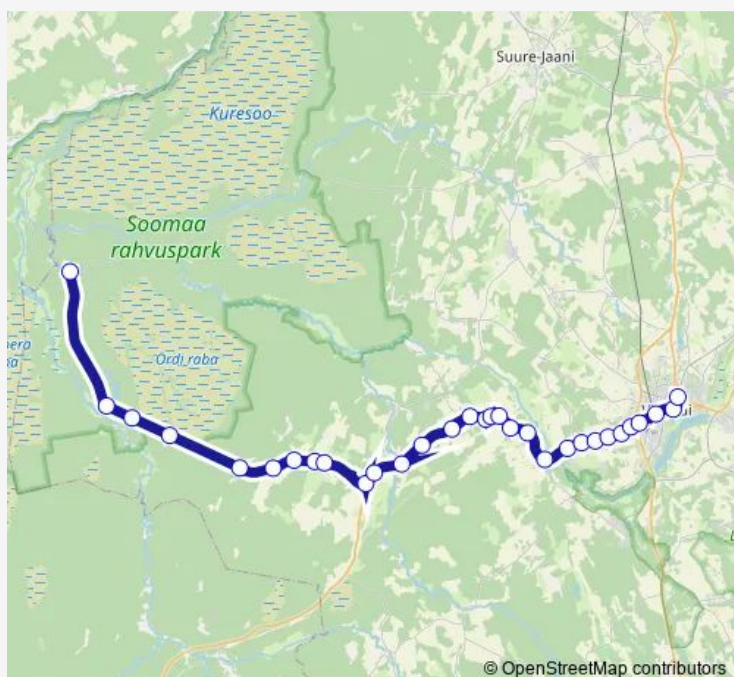 Suure-Jaani
Kuresoo
Soomaa
rahvuspark
Ordi raba
© OpenStreetMap contributors